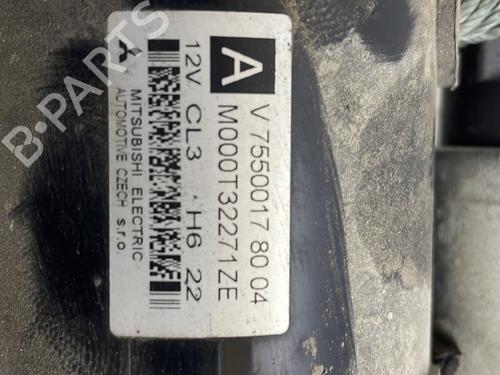 A
V 7550017 80 04
M000T32271ZE
12V CL3 H6 22
MITSUBISHI ELECTRIC
AUTOMOTIVE CZECH s.r.o.
B-PARTS